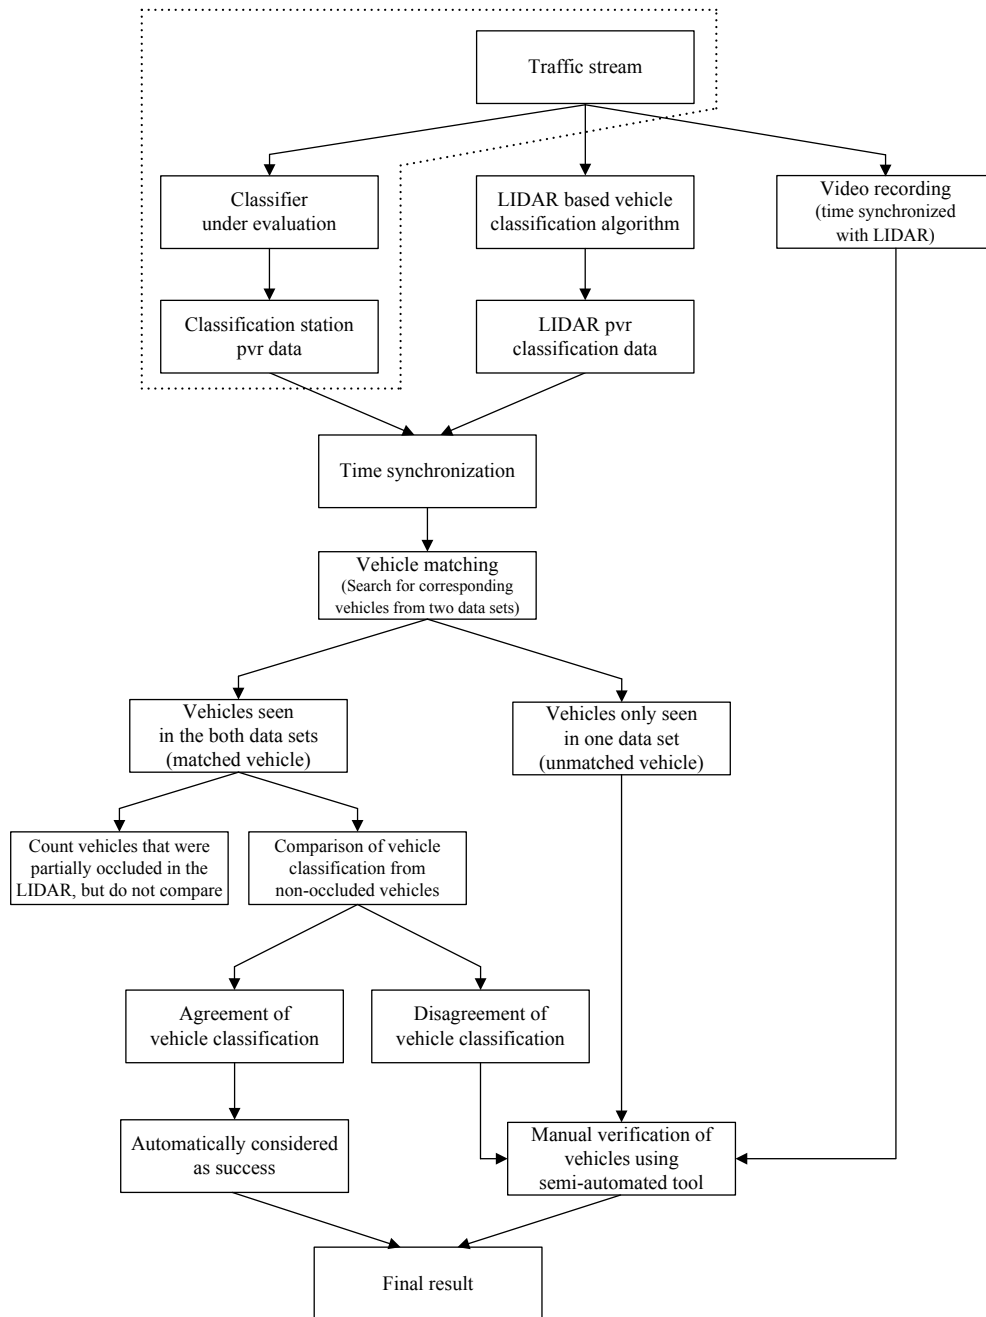 Traffic stream
Classifier
under evaluation
LIDAR based vehicle
classification algorithm
Video recording
(time synchronized
with LIDAR)
Classification station
pvr data
LIDAR pvr
classification data
Time synchronization
Vehicle matching
(Search for corresponding
vehicles from two data sets)
Vehicles seen
in the both data sets
(matched vehicle)
Vehicles only seen
in one data set
(unmatched vehicle)
Count vehicles that were
partially occluded in the
LIDAR, but do not compare
Comparison of vehicle
classification from
non-occluded vehicles
Agreement of
vehicle classification
Disagreement of
vehicle classification
Automatically considered
as success
Manual verification of
vehicles using
semi-automated tool
Final result